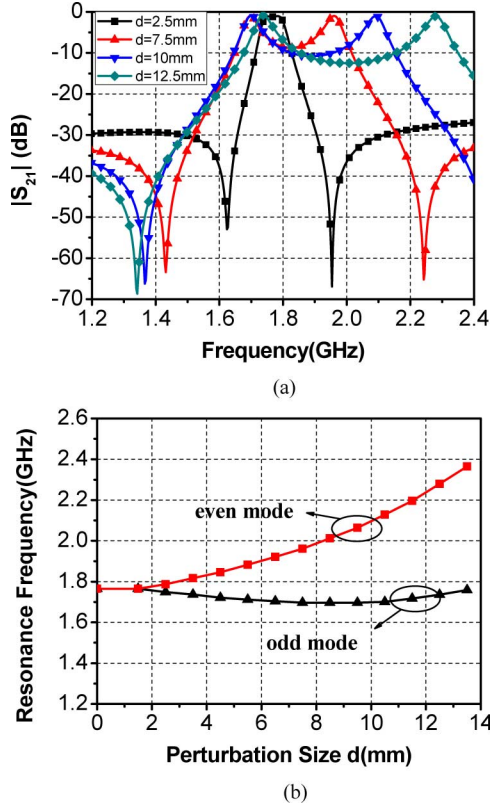 d=2.5mm
d=7.5mm
d=10mm
d=12.5mm
0
-10
-20
-30
-40
-50
-60
-70
|S21| (dB)
1.2 1.4 1.6 1.8 2.0 2.2 2.4
Frequency(GHz)
(a)
2.6
2.4
2.2
2.0
1.8
1.6
1.4
1.2
Resonance Frequency(GHz)
even mode
odd mode
0 2 4 6 8 10 12 14
Perturbation Size d(mm)
(b)